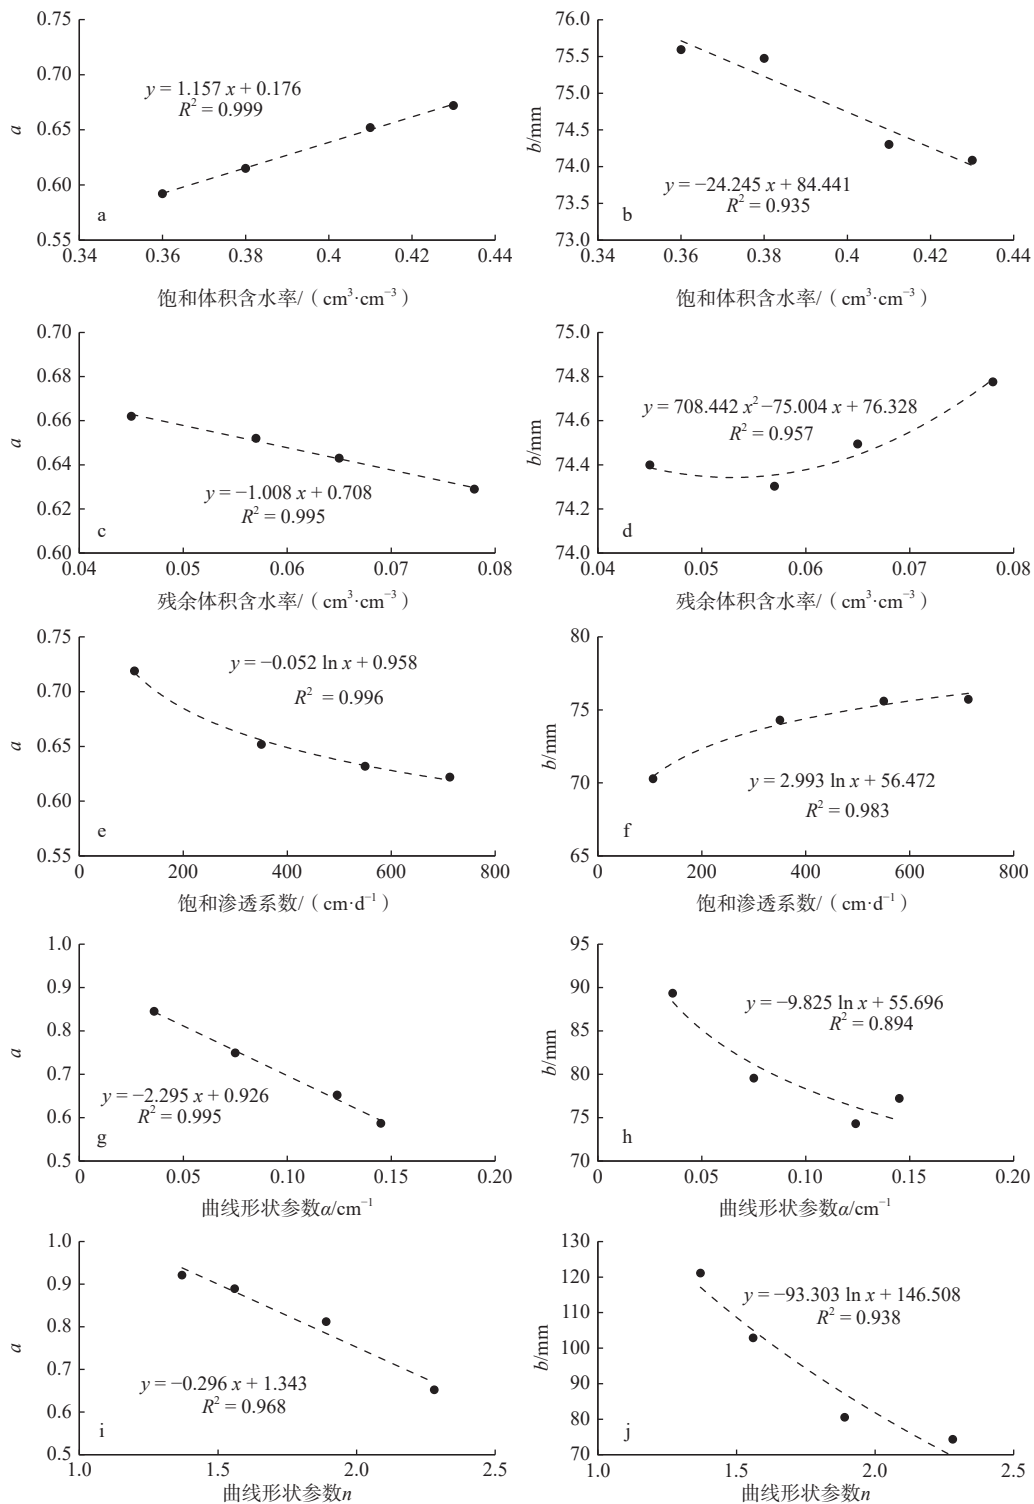 0.75
0.70
0.65
0.60
0.55
a
y = 1.157 x + 0.176
R² = 0.999
a
0.34 0.36 0.38 0.4 0.42 0.44
饱和体积含水率/（cm³·cm⁻³）
76.0
75.5
75.0
74.5
74.0
73.5
73.0
b/mm
y = −24.245 x + 84.441
R² = 0.935
b
0.34 0.36 0.38 0.4 0.42 0.44
饱和体积含水率/（cm³·cm⁻³）
0.70
0.68
0.66
0.64
0.62
0.60
a
y = −1.008 x + 0.708
R² = 0.995
c
0.04 0.05 0.06 0.07 0.08
残余体积含水率/（cm³·cm⁻³）
75.0
74.8
74.6
74.4
74.2
74.0
b/mm
y = 708.442 x² −75.004 x + 76.328
R² = 0.957
d
0.04 0.05 0.06 0.07 0.08
残余体积含水率/（cm³·cm⁻³）
0.75
0.70
0.65
0.60
0.55
a
y = −0.052 ln x + 0.958
R² = 0.996
e
0 200 400 600 800
饱和渗透系数/（cm·d⁻¹）
80
75
70
65
b/mm
y = 2.993 ln x + 56.472
R² = 0.983
f
0 200 400 600 800
饱和渗透系数/（cm·d⁻¹）
1.0
0.9
0.8
0.7
0.6
0.5
a
y = −2.295 x + 0.926
R² = 0.995
g
0 0.05 0.10 0.15 0.20
曲线形状参数α/cm⁻¹
95
90
85
80
75
70
b/mm
y = −9.825 ln x + 55.696
R² = 0.894
h
0 0.05 0.10 0.15 0.20
曲线形状参数α/cm⁻¹
1.0
0.9
0.8
0.7
0.6
0.5
a
y = −0.296 x + 1.343
R² = 0.968
i
1.0 1.5 2.0 2.5
曲线形状参数n
130
120
110
100
90
80
70
b/mm
y = −93.303 ln x + 146.508
R² = 0.938
j
1.0 1.5 2.0 2.5
曲线形状参数n